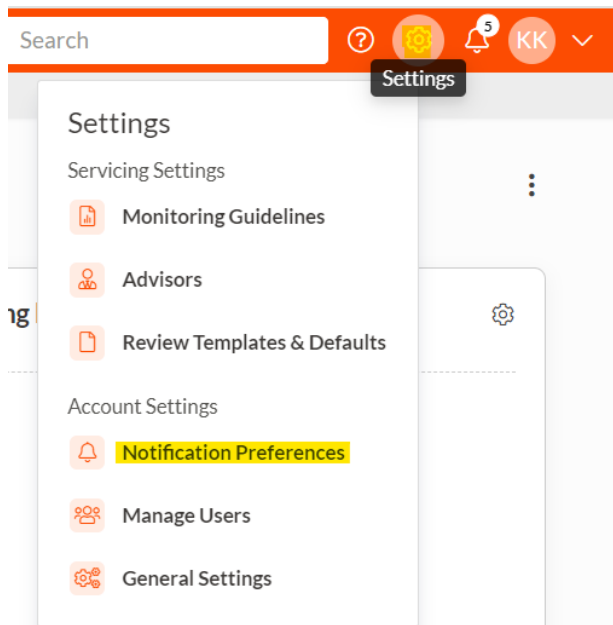 Search
5
KK
Settings
Settings
Servicing Settings
Monitoring Guidelines
Advisors
ng
Review Templates & Defaults
Account Settings
Notification Preferences
Manage Users
General Settings